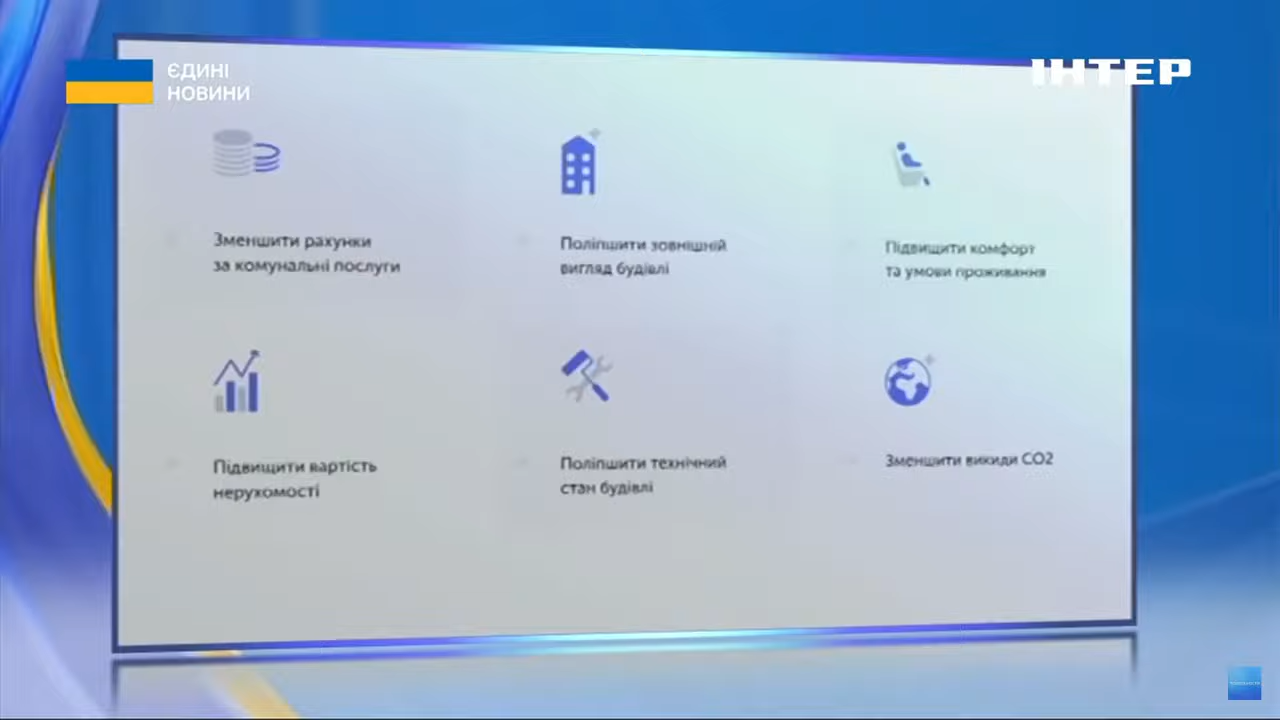 ЄДИНІ
НОВИНИ
ІНТЕР
Зменшити рахунки
за комунальні послуги
Поліпшити зовнішній
вигляд будівлі
Підвищити комфорт
та умови проживання
Підвищити вартість
нерухомості
Поліпшити технічний
стан будівлі
Зменшити викиди CO2